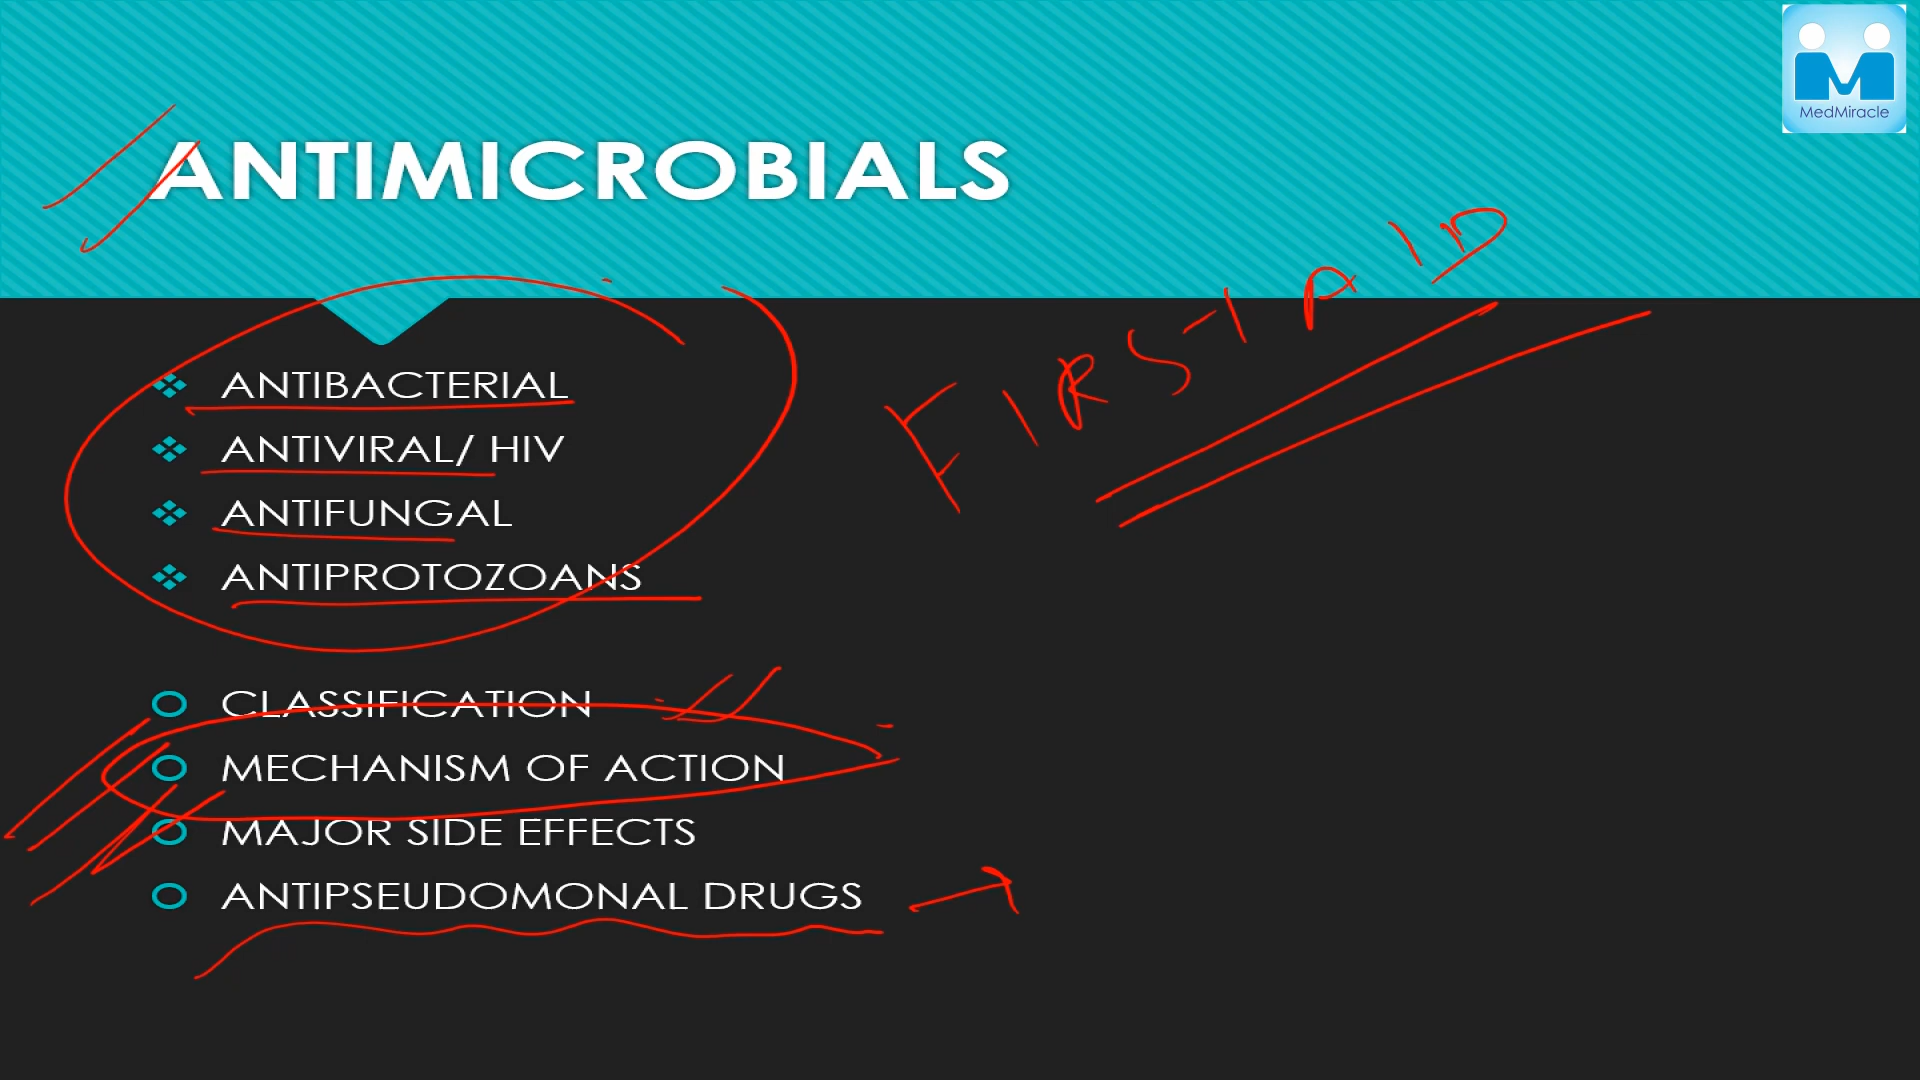 MedMiracle
ANTIMICROBIALS
FIRST AID
ANTIBACTERIAL
ANTIVIRAL/ HIV
ANTIFUNGAL
ANTIPROTOZOANS
CLASSIFICATION
MECHANISM OF ACTION
MAJOR SIDE EFFECTS
ANTIPSEUDOMONAL DRUGS